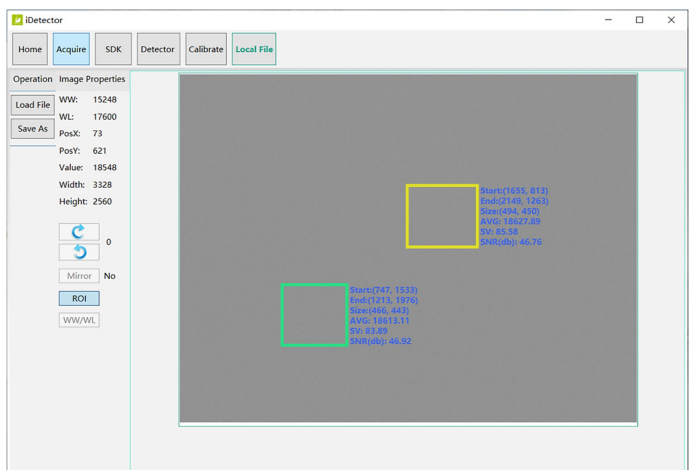 iDetector
Home Acquire SDK Detector Calibrate Local File
Operation Image Properties
Load File
Save As
WW: 15248
WL: 17600
PosX: 73
PosY: 621
Value: 18548
Width: 3328
Height: 2560
0
Mirror No
ROI
WW/WL
Start:(1655, 813)
End:(2149, 1263)
Size:(494, 450)
AVG: 18627.89
SV: 85.58
SNR(db): 46.76
Start:(747, 1533)
End:(1213, 1976)
Size:(466, 443)
AVG: 18613.11
SV: 83.89
SNR(db): 46.92